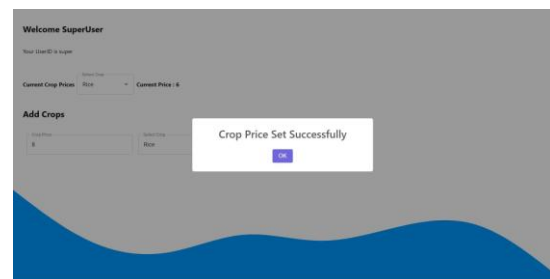 Welcome SuperUser
Your UserID is super
Select Crop
Current Crop Prices Rice Current Price : 6
Add Crops
Crop Price Select Crop
8 Rice
Crop Price Set Successfully
OK